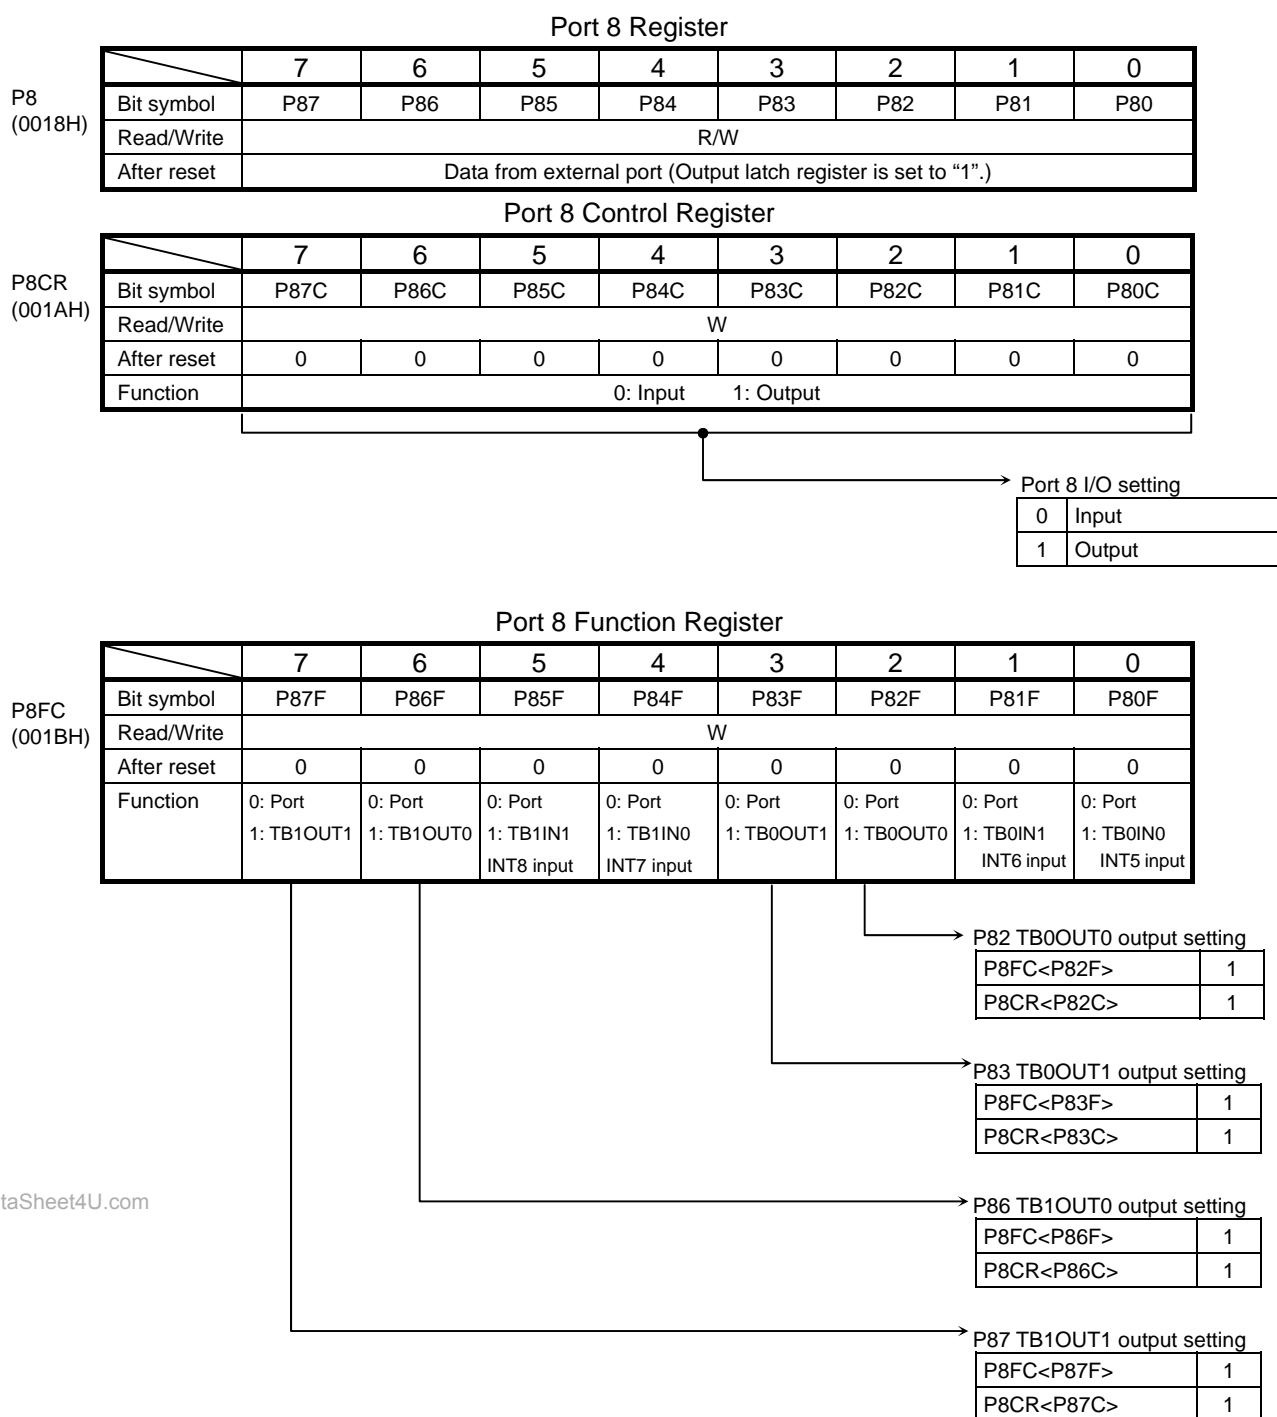 Port 8 Register
7 6 5 4 3 2 1 0
P8
(0018H)
Bit symbol P87 P86 P85 P84 P83 P82 P81 P80
Read/Write R/W
After reset Data from external port (Output latch register is set to “1”.)
Port 8 Control Register
7 6 5 4 3 2 1 0
P8CR
(001AH)
Bit symbol P87C P86C P85C P84C P83C P82C P81C P80C
Read/Write W
After reset 0 0 0 0 0 0 0 0
Function 0: Input 1: Output
Port 8 I/O setting
0 Input
1 Output
Port 8 Function Register
7 6 5 4 3 2 1 0
P8FC
(001BH)
Bit symbol P87F P86F P85F P84F P83F P82F P81F P80F
Read/Write W
After reset 0 0 0 0 0 0 0 0
Function 0: Port 0: Port 0: Port 0: Port 0: Port 0: Port 0: Port 0: Port
1: TB1OUT1 1: TB1OUT0 1: TB1IN1 1: TB1IN0 1: TB0OUT1 1: TB0OUT0 1: TB0IN1 1: TB0IN0
INT8 input INT7 input INT6 input INT5 input
P82 TB0OUT0 output setting
P8FC<P82F> 1
P8CR<P82C> 1
P83 TB0OUT1 output setting
P8FC<P83F> 1
P8CR<P83C> 1
taSheet4U.com
P86 TB1OUT0 output setting
P8FC<P86F> 1
P8CR<P86C> 1
P87 TB1OUT1 output setting
P8FC<P87F> 1
P8CR<P87C> 1